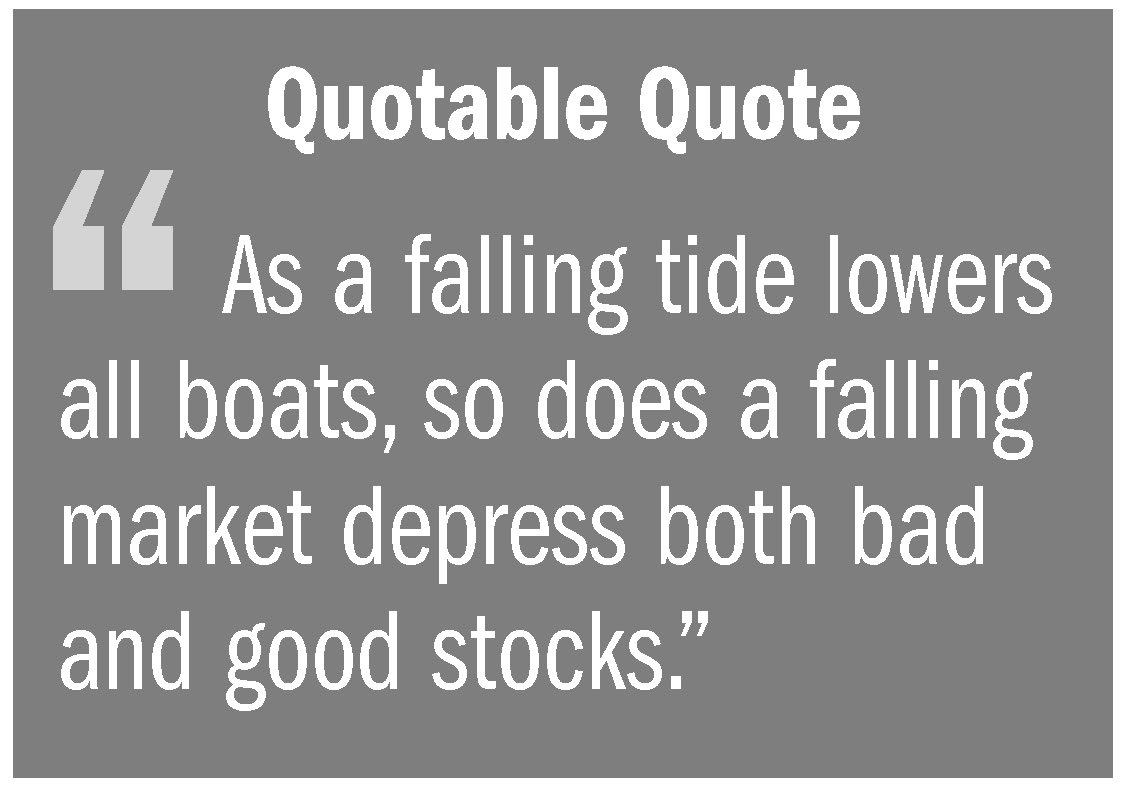 Quotable Quote
“ As a falling tide lowers
all boats, so does a falling
market depress both bad
and good stocks.”